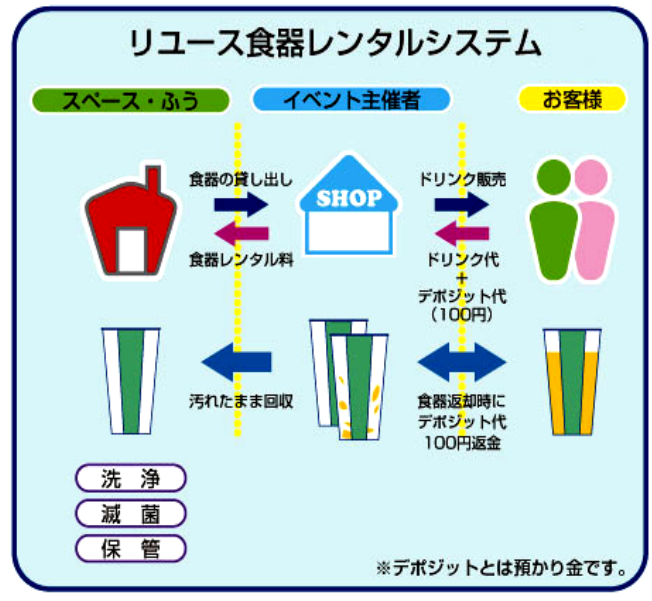 リユース食器レンタルシステム
スペース・ふう
イベント主催者
お客様
食器の貸し出し
ドリンク販売
SHOP
食器レンタル料
ドリンク代
+
デポジット代
（100円）
汚れたまま回収
食器返却時に
デポジット代
100円返金
洗 浄
滅 菌
保 管
※デポジットとは預かり金です。